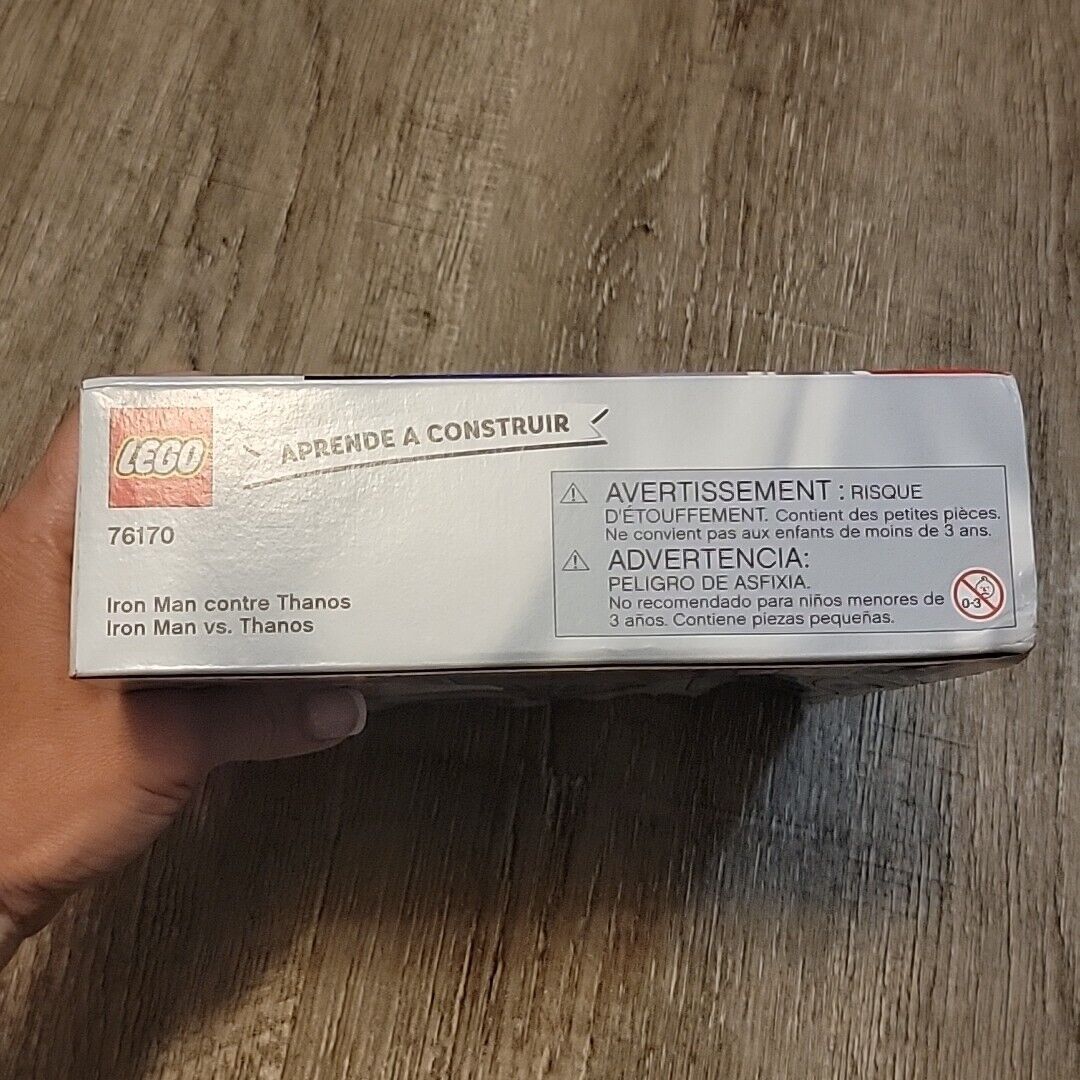 LEGO
APRENDE A CONSTRUIR
76170
Iron Man contre Thanos
Iron Man vs. Thanos
AVERTISSEMENT : RISQUE
D'ÉTOUFFEMENT. Contient des petites pièces.
Ne convient pas aux enfants de moins de 3 ans.
ADVERTENCIA:
PELIGRO DE ASFIXIA.
No recomendado para niños menores de
3 años. Contiene piezas pequeñas.
0-3